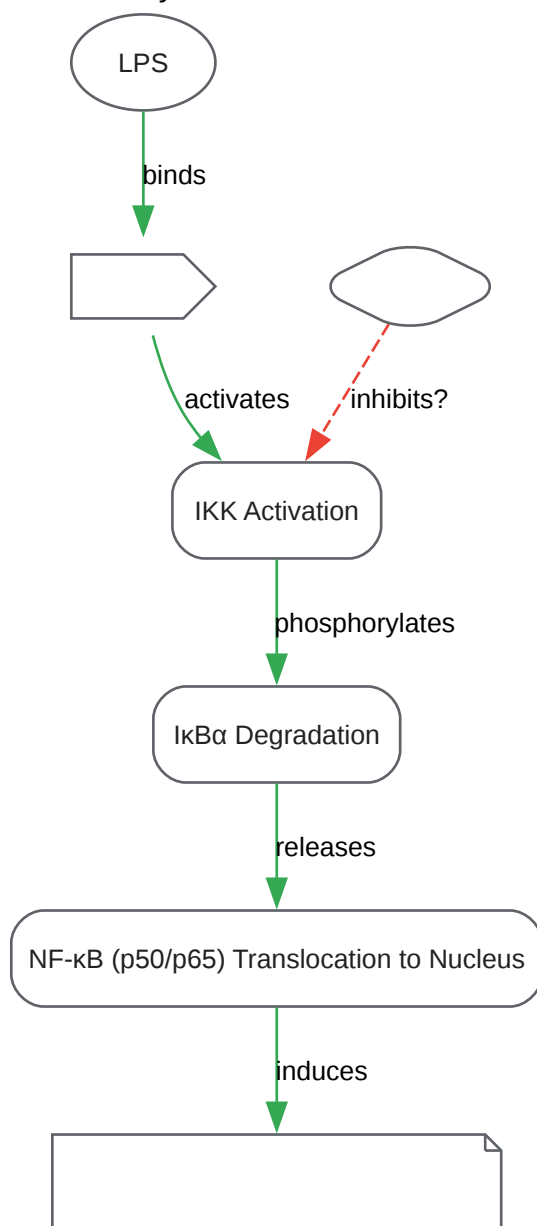 LPS
binds
activates
inhibits?
IKK Activation
phosphorylates
IκBα Degradation
releases
NF-κB (p50/p65) Translocation to Nucleus
induces